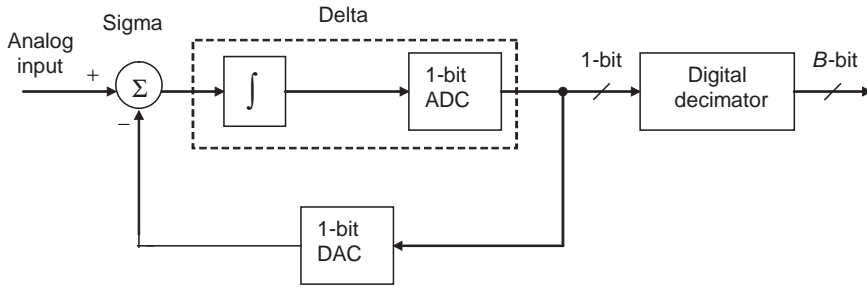 Sigma
Delta
Analog
input
+
Σ
−
∫
1-bit
ADC
1-bit
Digital
decimator
B-bit
1-bit
DAC